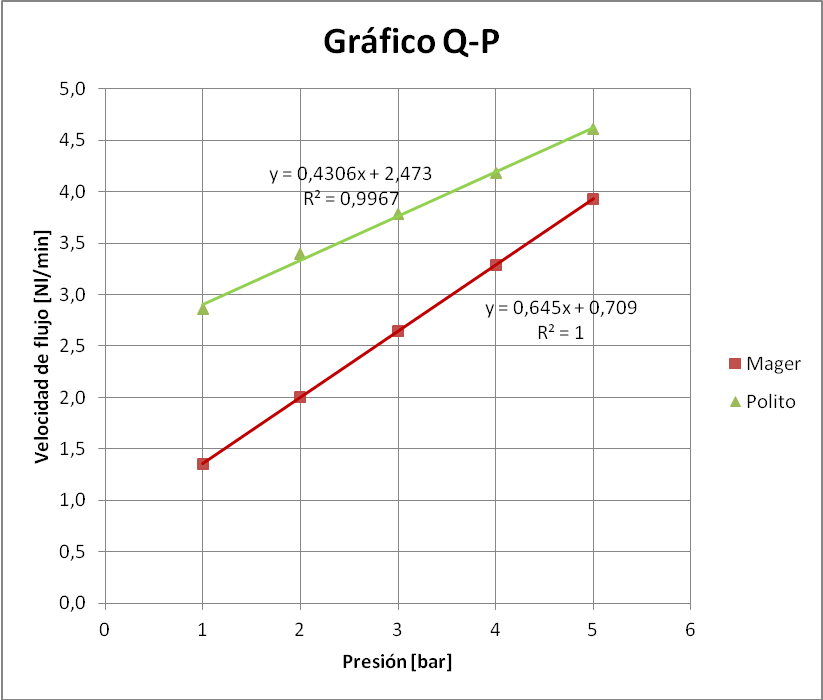 Gráfico Q-P
Velocidad de flujo [Nl/min]
5,0
4,5
4,0
3,5
3,0
2,5
2,0
1,5
1,0
0,5
0,0
y = 0,4306x + 2,473
R² = 0,9967
y = 0,645x + 0,709
R² = 1
Mager
Polito
0 1 2 3 4 5 6
Presión [bar]